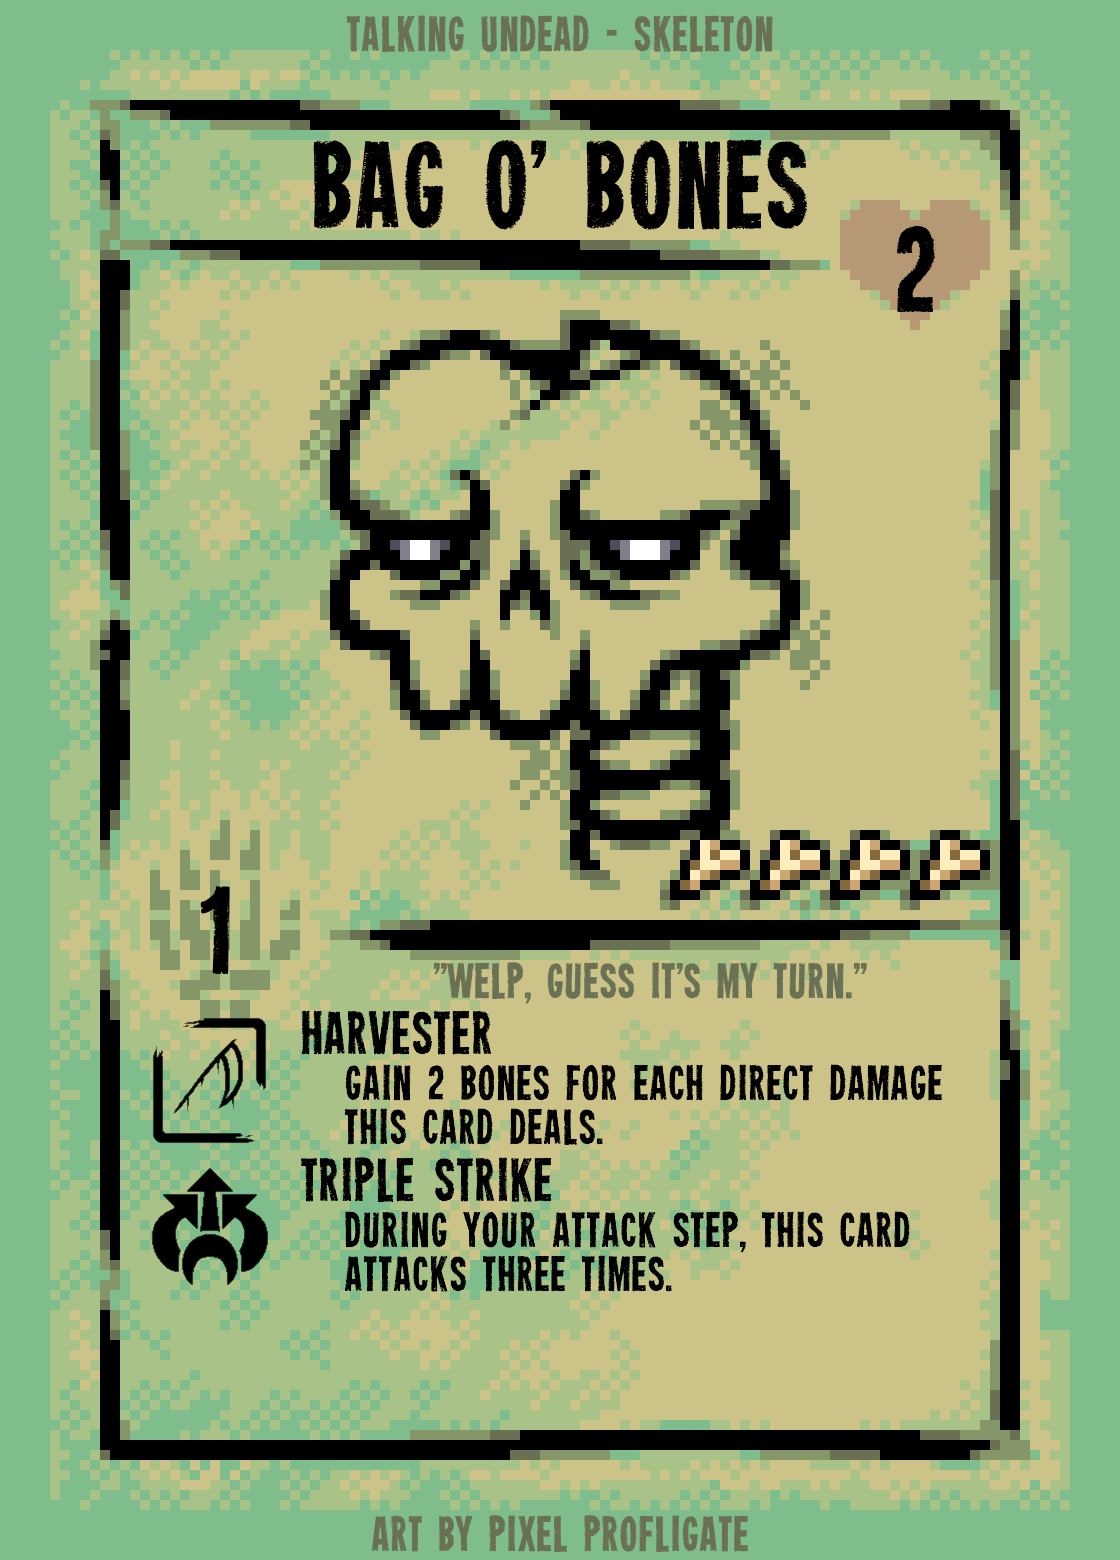 TALKING UNDEAD - SKELETON
BAG O' BONES
2
1
"WELP, GUESS IT'S MY TURN."
HARVESTER
GAIN 2 BONES FOR EACH DIRECT DAMAGE
THIS CARD DEALS.
TRIPLE STRIKE
DURING YOUR ATTACK STEP, THIS CARD
ATTACKS THREE TIMES.
ART BY PIXEL PROFLIGATE